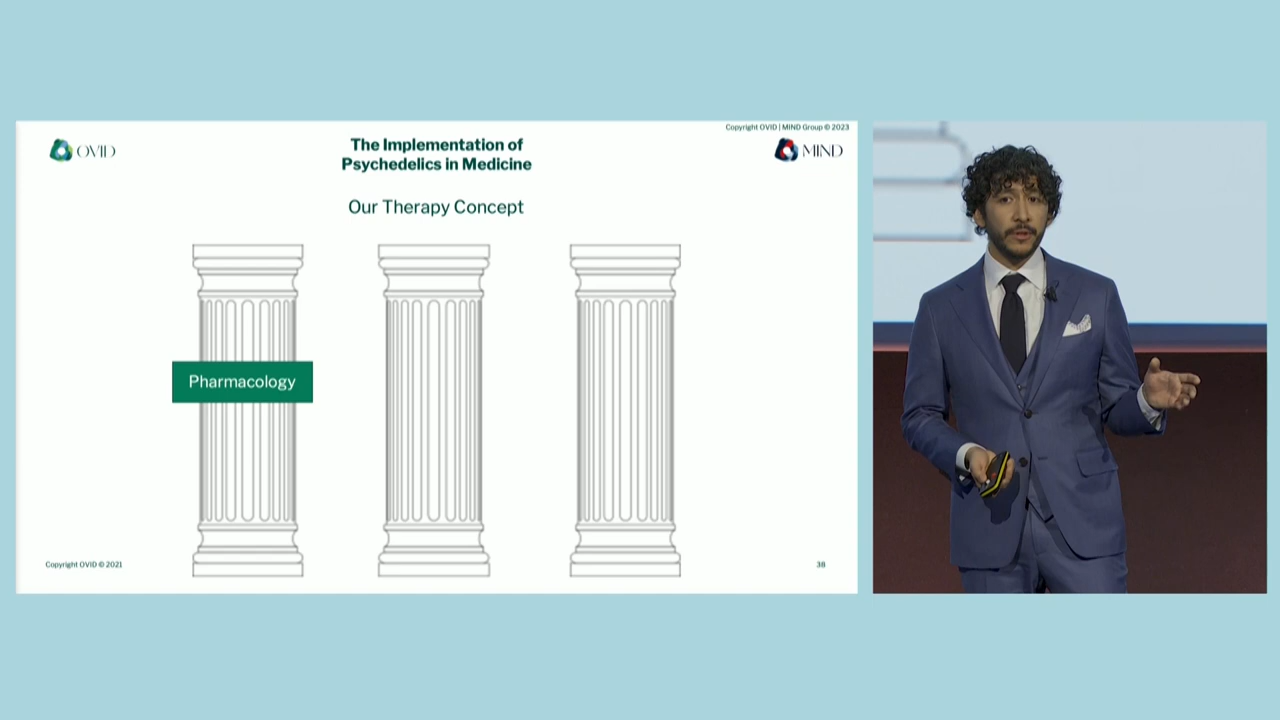 Copyright OVID | MIND Group © 2023
OVID
The Implementation of
Psychedelics in Medicine
MIND
Our Therapy Concept
Pharmacology
Copyright OVID © 2021
38